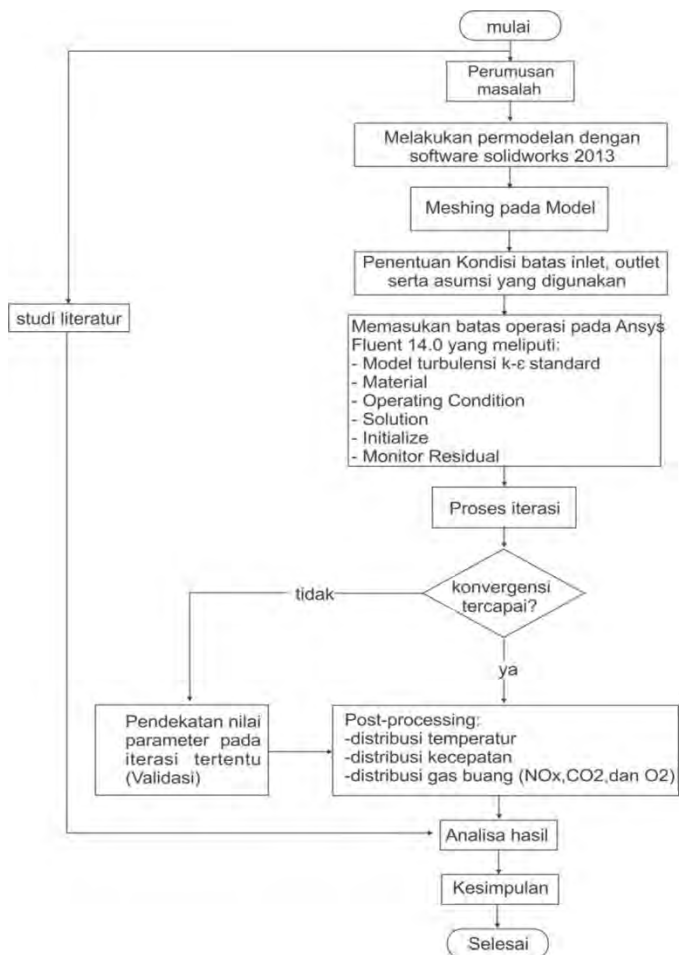 mulai
Perumusan
masalah
Melakukan permodelan dengan
software solidworks 2013
Meshing pada Model
Penentuan Kondisi batas inlet, outlet
serta asumsi yang digunakan
studi literatur
Memasukan batas operasi pada Ansys
Fluent 14.0 yang meliputi:
- Model turbulensi k-ε standard
- Material
- Operating Condition
- Solution
- Initialize
- Monitor Residual
Proses iterasi
konvergensi
tercapai?
tidak
ya
Pendekatan nilai
parameter pada
iterasi tertentu
(Validasi)
Post-processing:
-distribusi temperatur
-distribusi kecepatan
-distribusi gas buang (NOx,CO2,dan O2)
Analisa hasil
Kesimpulan
Selesai